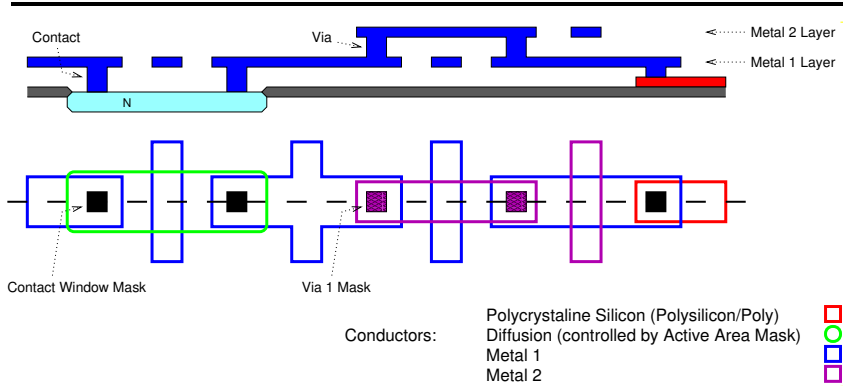 Contact
Via
Metal 2 Layer
Metal 1 Layer
N
Contact Window Mask
Via 1 Mask
Polycrystaline Silicon (Polysilicon/Poly)
Conductors: Diffusion (controlled by Active Area Mask)
Metal 1
Metal 2